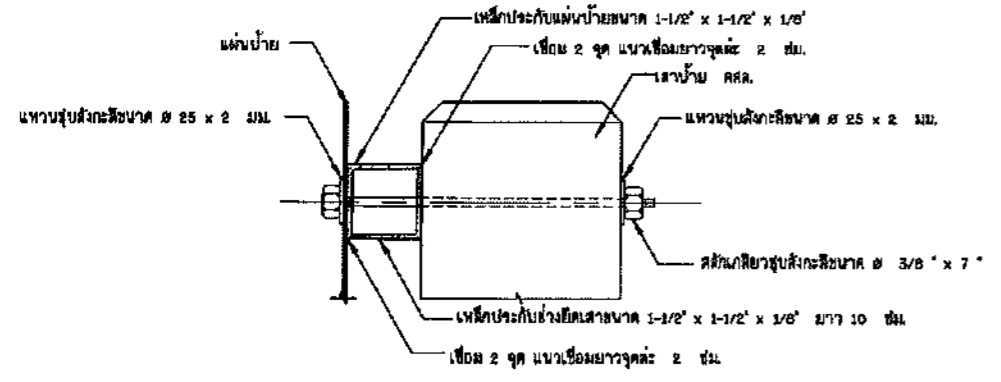 เหล็กประกับแผ่นป้ายขนาด 1-1/2" x 1-1/2" x 1/8"
แผ่นป้าย
เชื่อม 2 จุด แนวเชื่อมยาวจุดละ 2 ซม.
เสาป้าย คสล.
แหวนชุบสังกะสีขนาด ø 25 x 2 มม.
แหวนชุบสังกะสีขนาด ø 25 x 2 มม.
สลักเกลียวชุบสังกะสีขนาด ø 3/8 " x 7 "
เหล็กประกับช่วงยึดเสาขนาด 1-1/2" x 1-1/2" x 1/8" ยาว 10 ซม.
เชื่อม 2 จุด แนวเชื่อมยาวจุดละ 2 ซม.